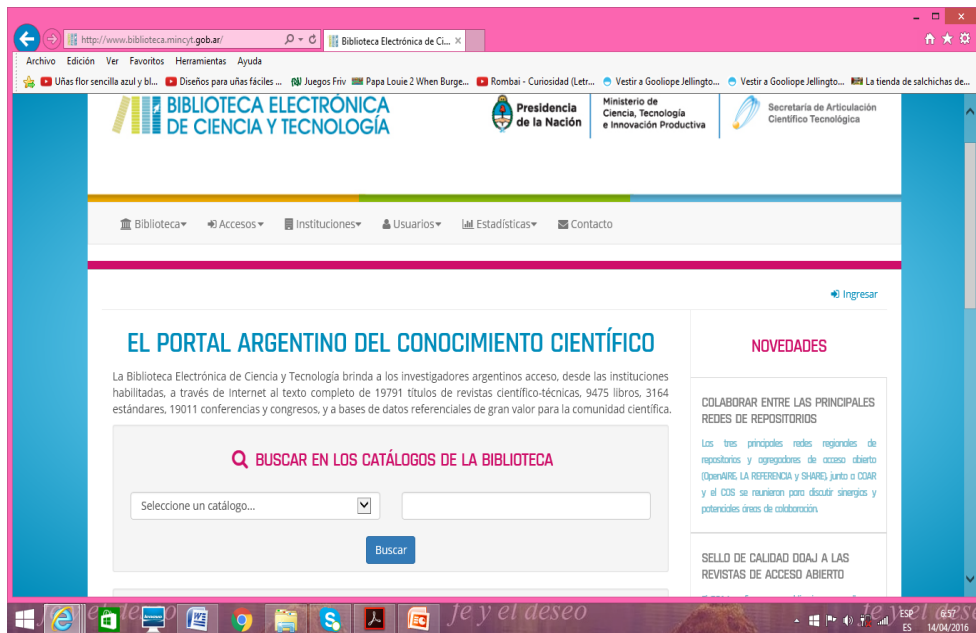 http://www.biblioteca.mincyt.gob.ar/
Biblioteca Electrónica de Ci...
Archivo Edición Ver Favoritos Herramientas Ayuda
Uñas flor sencilla azul y bl... Diseños para uñas fáciles ... Juegos Friv Papa Louie 2 When Burge... Rombai - Curiosidad (Letr... Vestir a Gooliope Jellingto... Vestir a Gooliope Jellingto... La tienda de salchichas de...
BIBLIOTECA ELECTRÓNICA
DE CIENCIA Y TECNOLOGÍA
Presidencia
de la Nación
Ministerio de
Ciencia, Tecnología
e Innovación Productiva
Secretaría de Articulación
Científico Tecnológica
Biblioteca Accesos Instituciones Usuarios Estadísticas Contacto
Ingresar
EL PORTAL ARGENTINO DEL CONOCIMIENTO CIENTÍFICO
La Biblioteca Electrónica de Ciencia y Tecnología brinda a los investigadores argentinos acceso, desde las instituciones
habilitadas, a través de Internet al texto completo de 19791 títulos de revistas científico-técnicas, 9475 libros, 3164
estándares, 19011 conferencias y congresos, y a bases de datos referenciales de gran valor para la comunidad científica.
BUSCAR EN LOS CATÁLOGOS DE LA BIBLIOTECA
Seleccione un catálogo...
Buscar
NOVEDADES
COLABORAR ENTRE LAS PRINCIPALES
REDES DE REPOSITORIOS
Las tres principales redes regionales de
repositorios y agregadores de acceso abierto
(OpenAIRE, LA REFERENCIA y SHARE), junto a COAR
y el COS se reunieron para discutir sinergias y
potenciales áreas de colaboración.
SELLO DE CALIDAD DOAJ A LAS
REVISTAS DE ACCESO ABIERTO
fe y el deseo
ESP
ES
6:57
14/04/2016